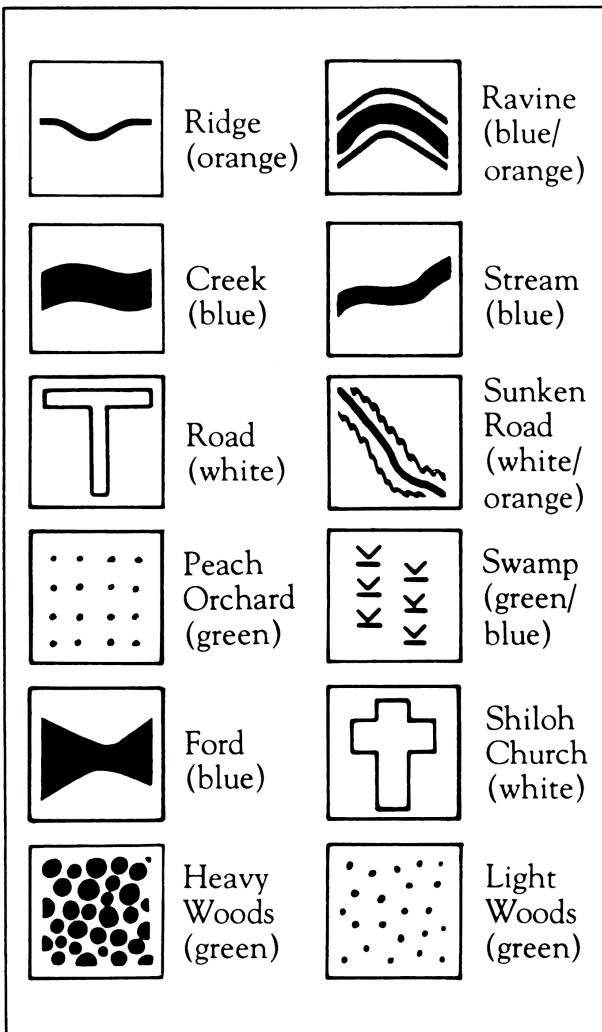 Ridge
(orange)
Ravine
(blue/
orange)
Creek
(blue)
Stream
(blue)
Road
(white)
Sunken
Road
(white/
orange)
Peach
Orchard
(green)
Swamp
(green/
blue)
Ford
(blue)
Shiloh
Church
(white)
Heavy
Woods
(green)
Light
Woods
(green)